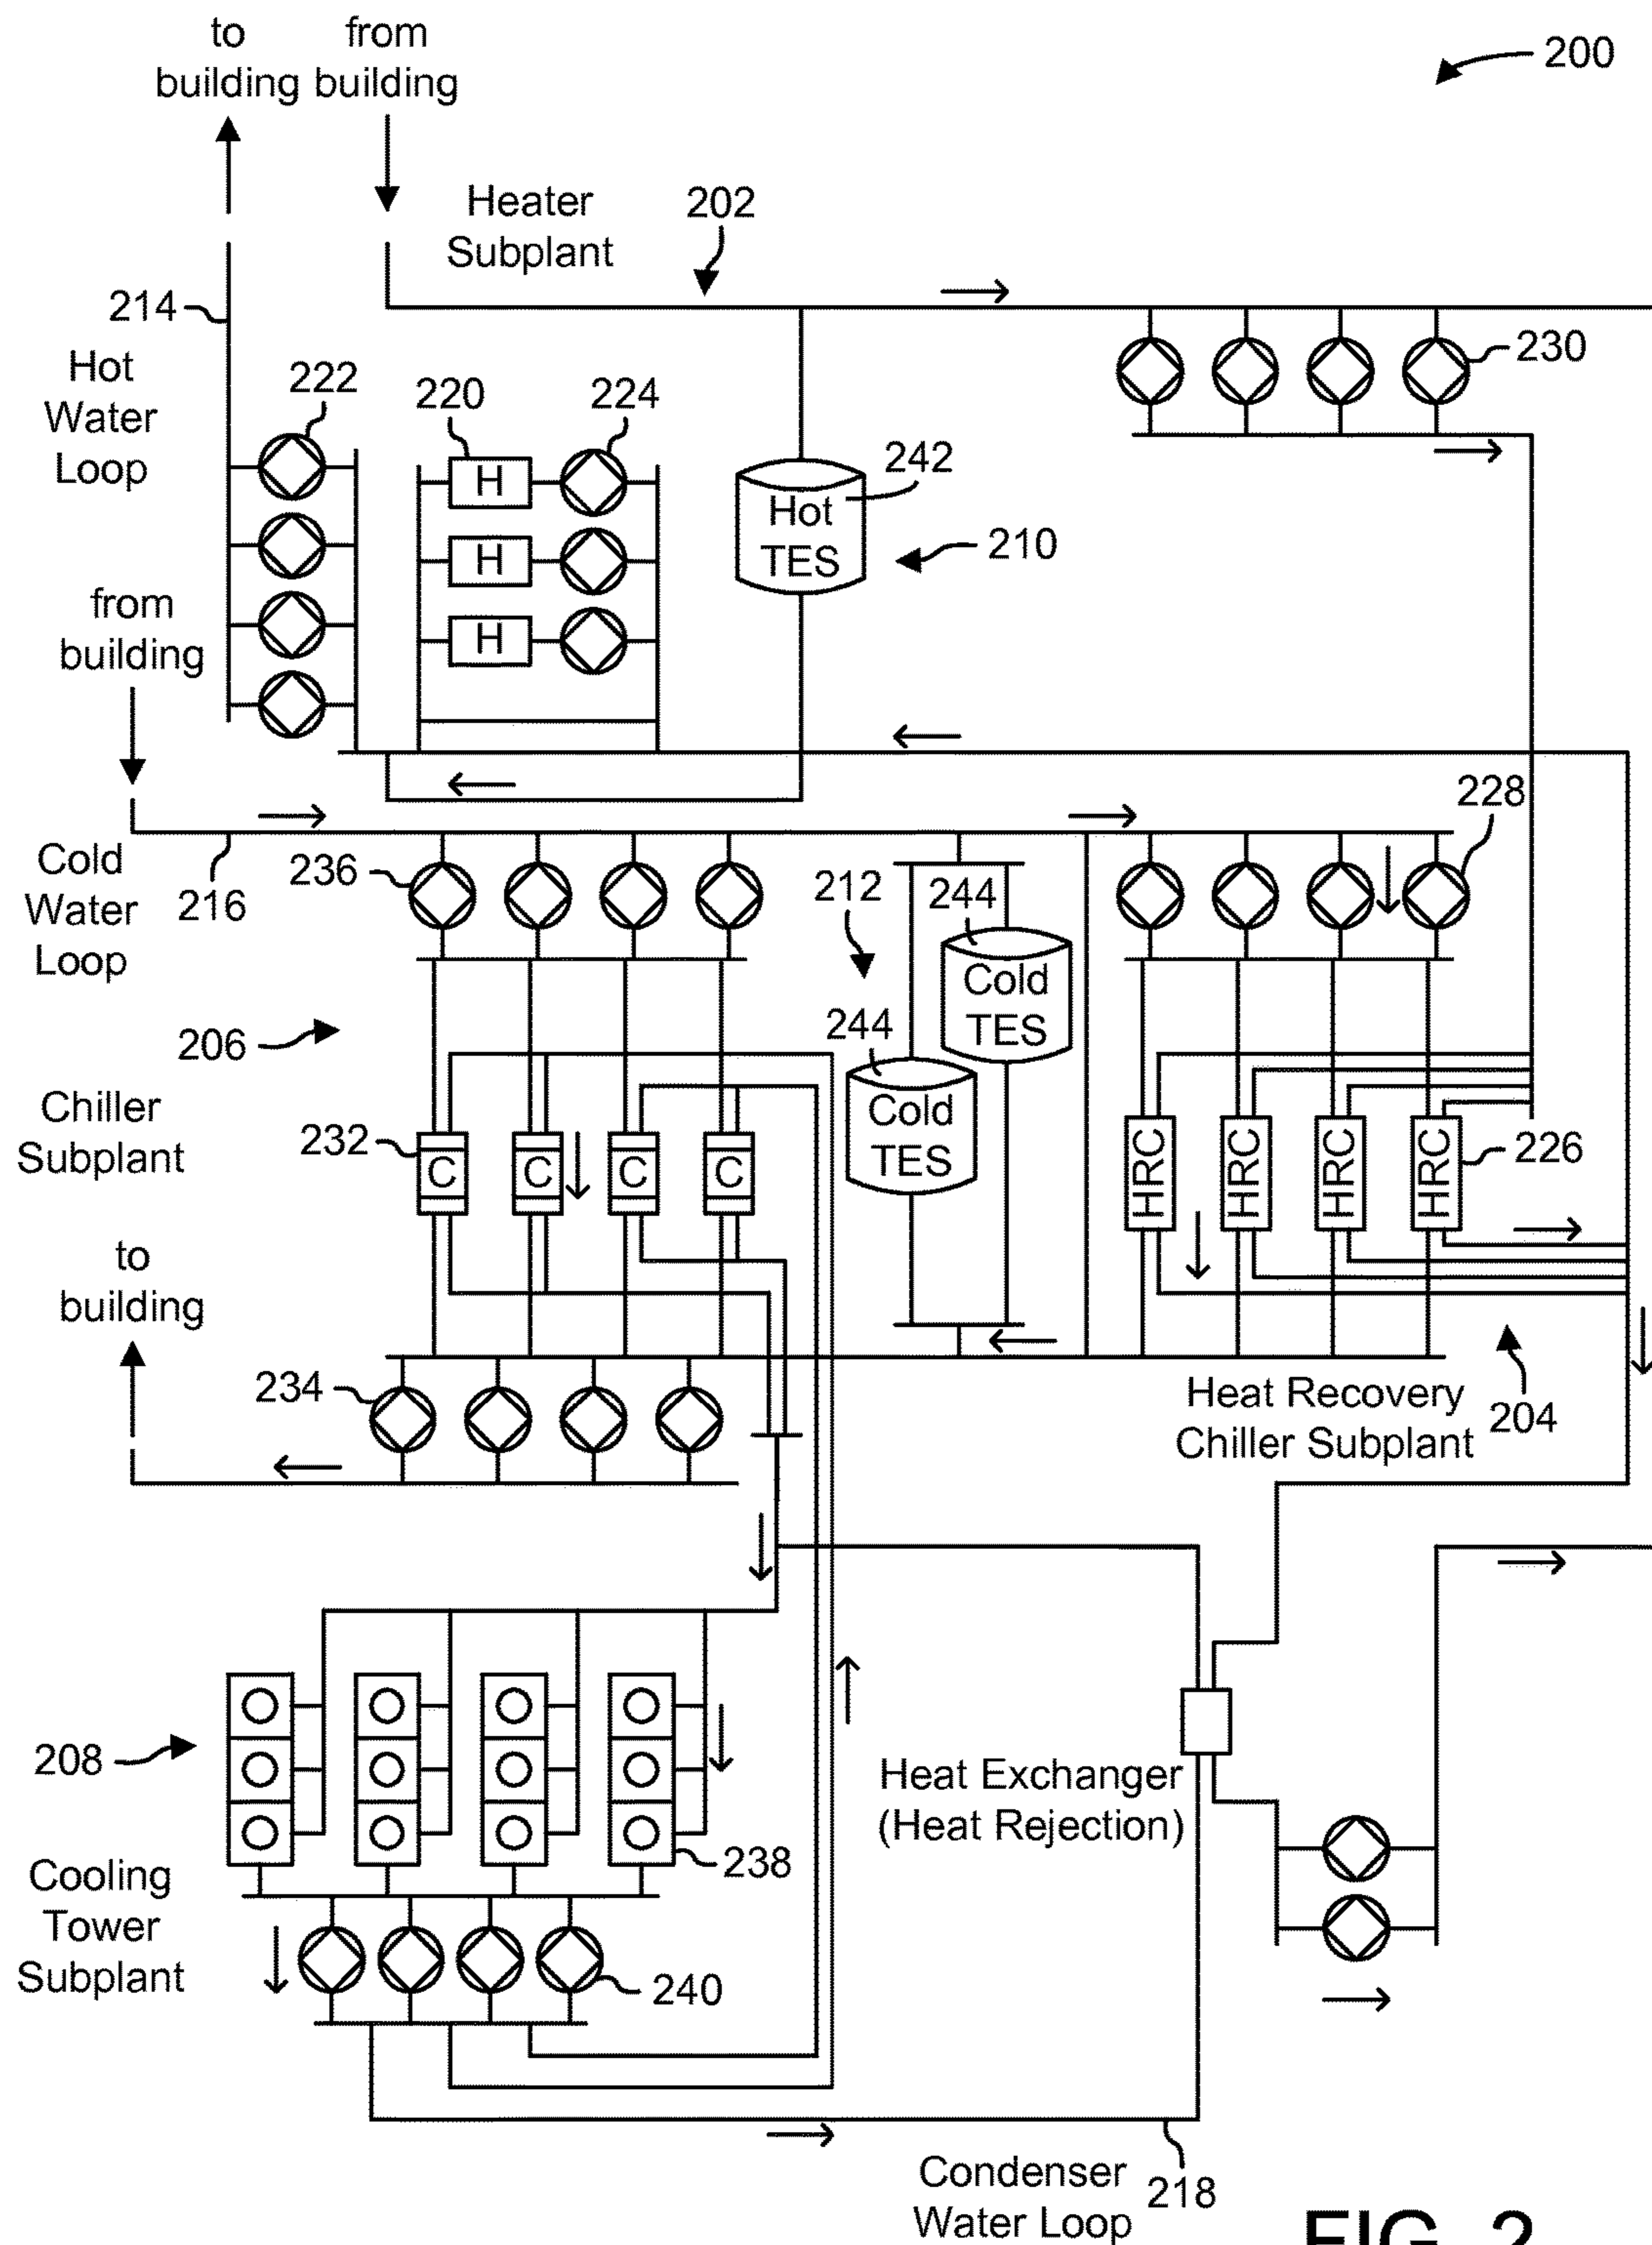 to
building
from
building
200
Heater
Subplant
202
214
Hot
Water
Loop
222
220
224
230
H
H
H
Hot
TES
242
210
from
building
228
Cold
Water
Loop
216
236
212
244
Cold
TES
244
Cold
TES
206
Chiller
Subplant
232
C
C
C
C
HRC
HRC
HRC
HRC
226
to
building
234
Heat Recovery
Chiller Subplant
204
208
Heat Exchanger
(Heat Rejection)
238
Cooling
Tower
Subplant
240
Condenser
Water Loop
218
FIG. 2